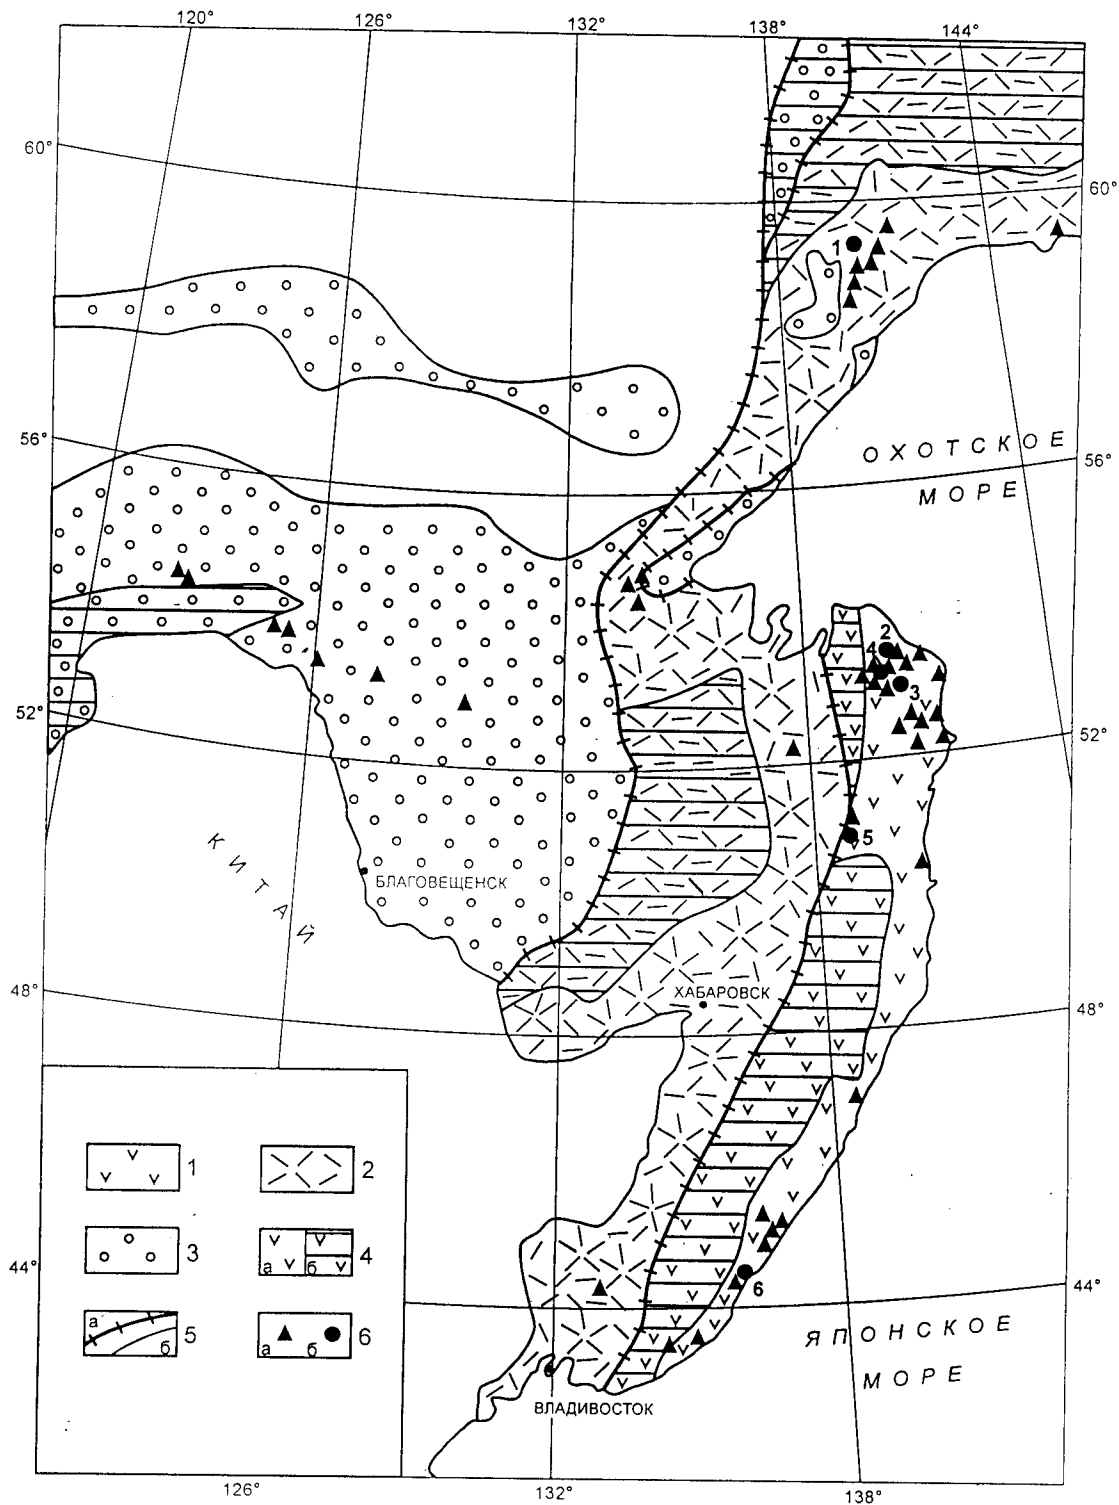 120° 126° 132° 138° 144°
60° 60°
1
56° 56°
ОХОТСКОЕ
МОРЕ
2
4
3
52° 52°
5
КИТАЙ
БЛАГОВЕЩЕНСК
48° 48°
ХАБАРОВСК
1 2
3 а б 4
а б 5 а б 6
44° 44°
6
ЯПОНСКОЕ
МОРЕ
ВЛАДИВОСТОК
126° 132° 138°